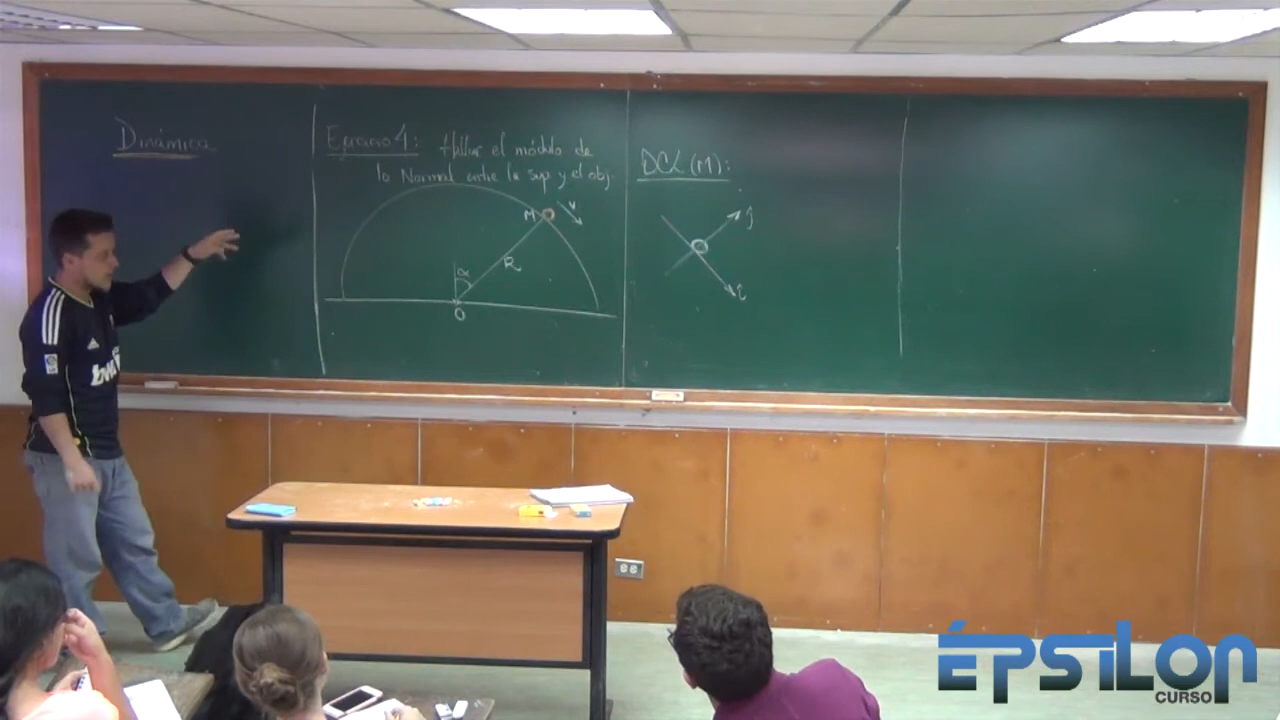 Dinámica
Ejercicio 1: Hallar el módulo de
la Normal entre la sup y el obj.
M
v
R
α
O
DCL (M):
ĵ
î
ÉPSILON
CURSO